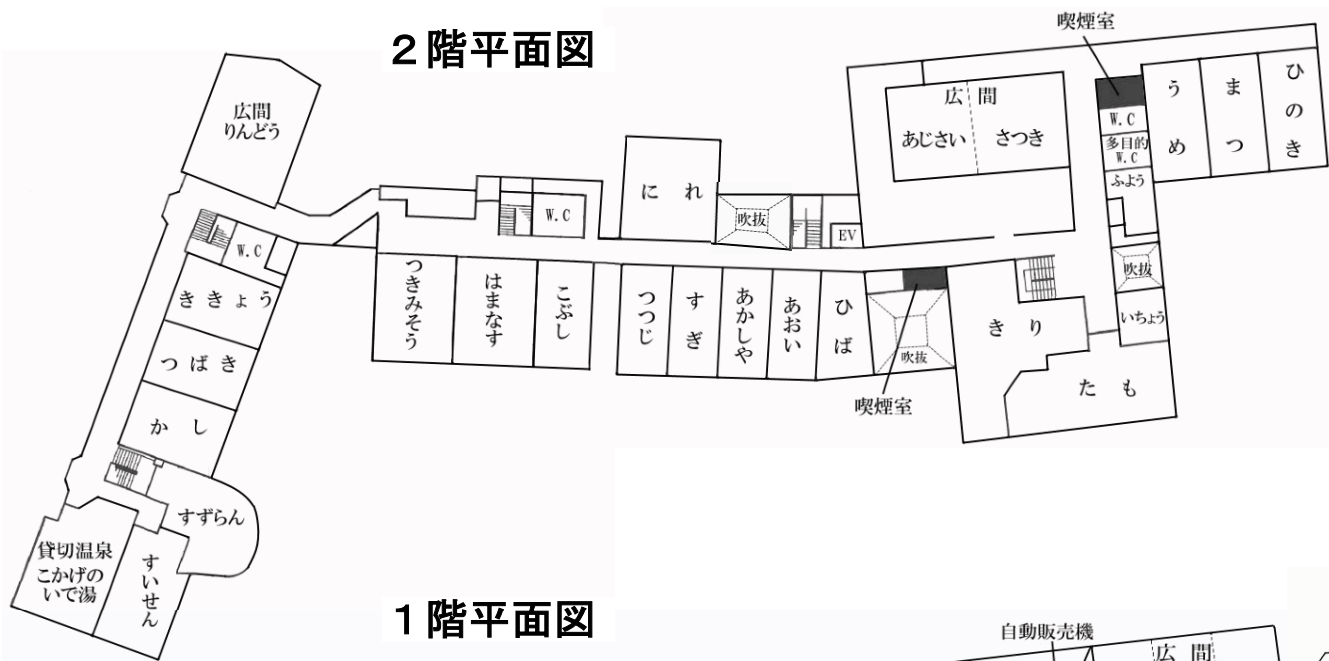 2階平面図
喫煙室
広間
りんどう
広間
あじさい
さつき
W.C
多目的
W.C
ふよう
うめ
まつ
ひのき
にれ
吹抜
W.C
EV
W.C
吹抜
ききょう
つばき
かし
つきみそう
はまなす
こぶし
つつじ
すぎ
あかしや
あおい
ひば
吹抜
喫煙室
きり
いちょう
たも
すずらん
貸切温泉
こかげの
いで湯
すいせん
1階平面図
自動販売機
広間